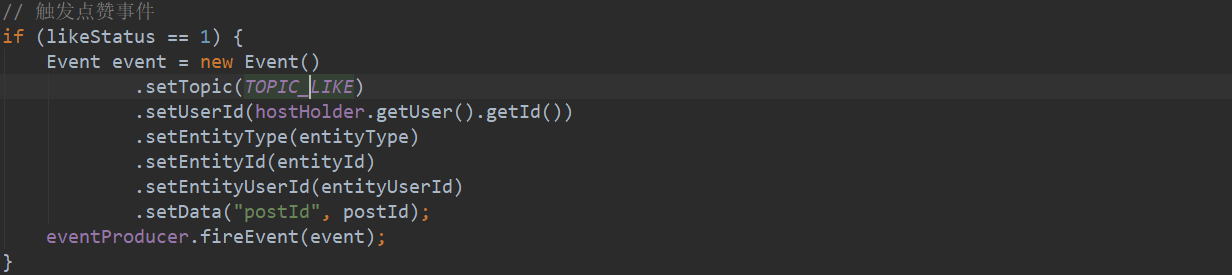 // 触发点赞事件
if (likeStatus == 1) {
    Event event = new Event()
            .setTopic(TOPIC_LIKE)
            .setUserId(hostHolder.getUser().getId())
            .setEntityType(entityType)
            .setEntityId(entityId)
            .setEntityUserId(entityUserId)
            .setData("postId", postId);
    eventProducer.fireEvent(event);
}